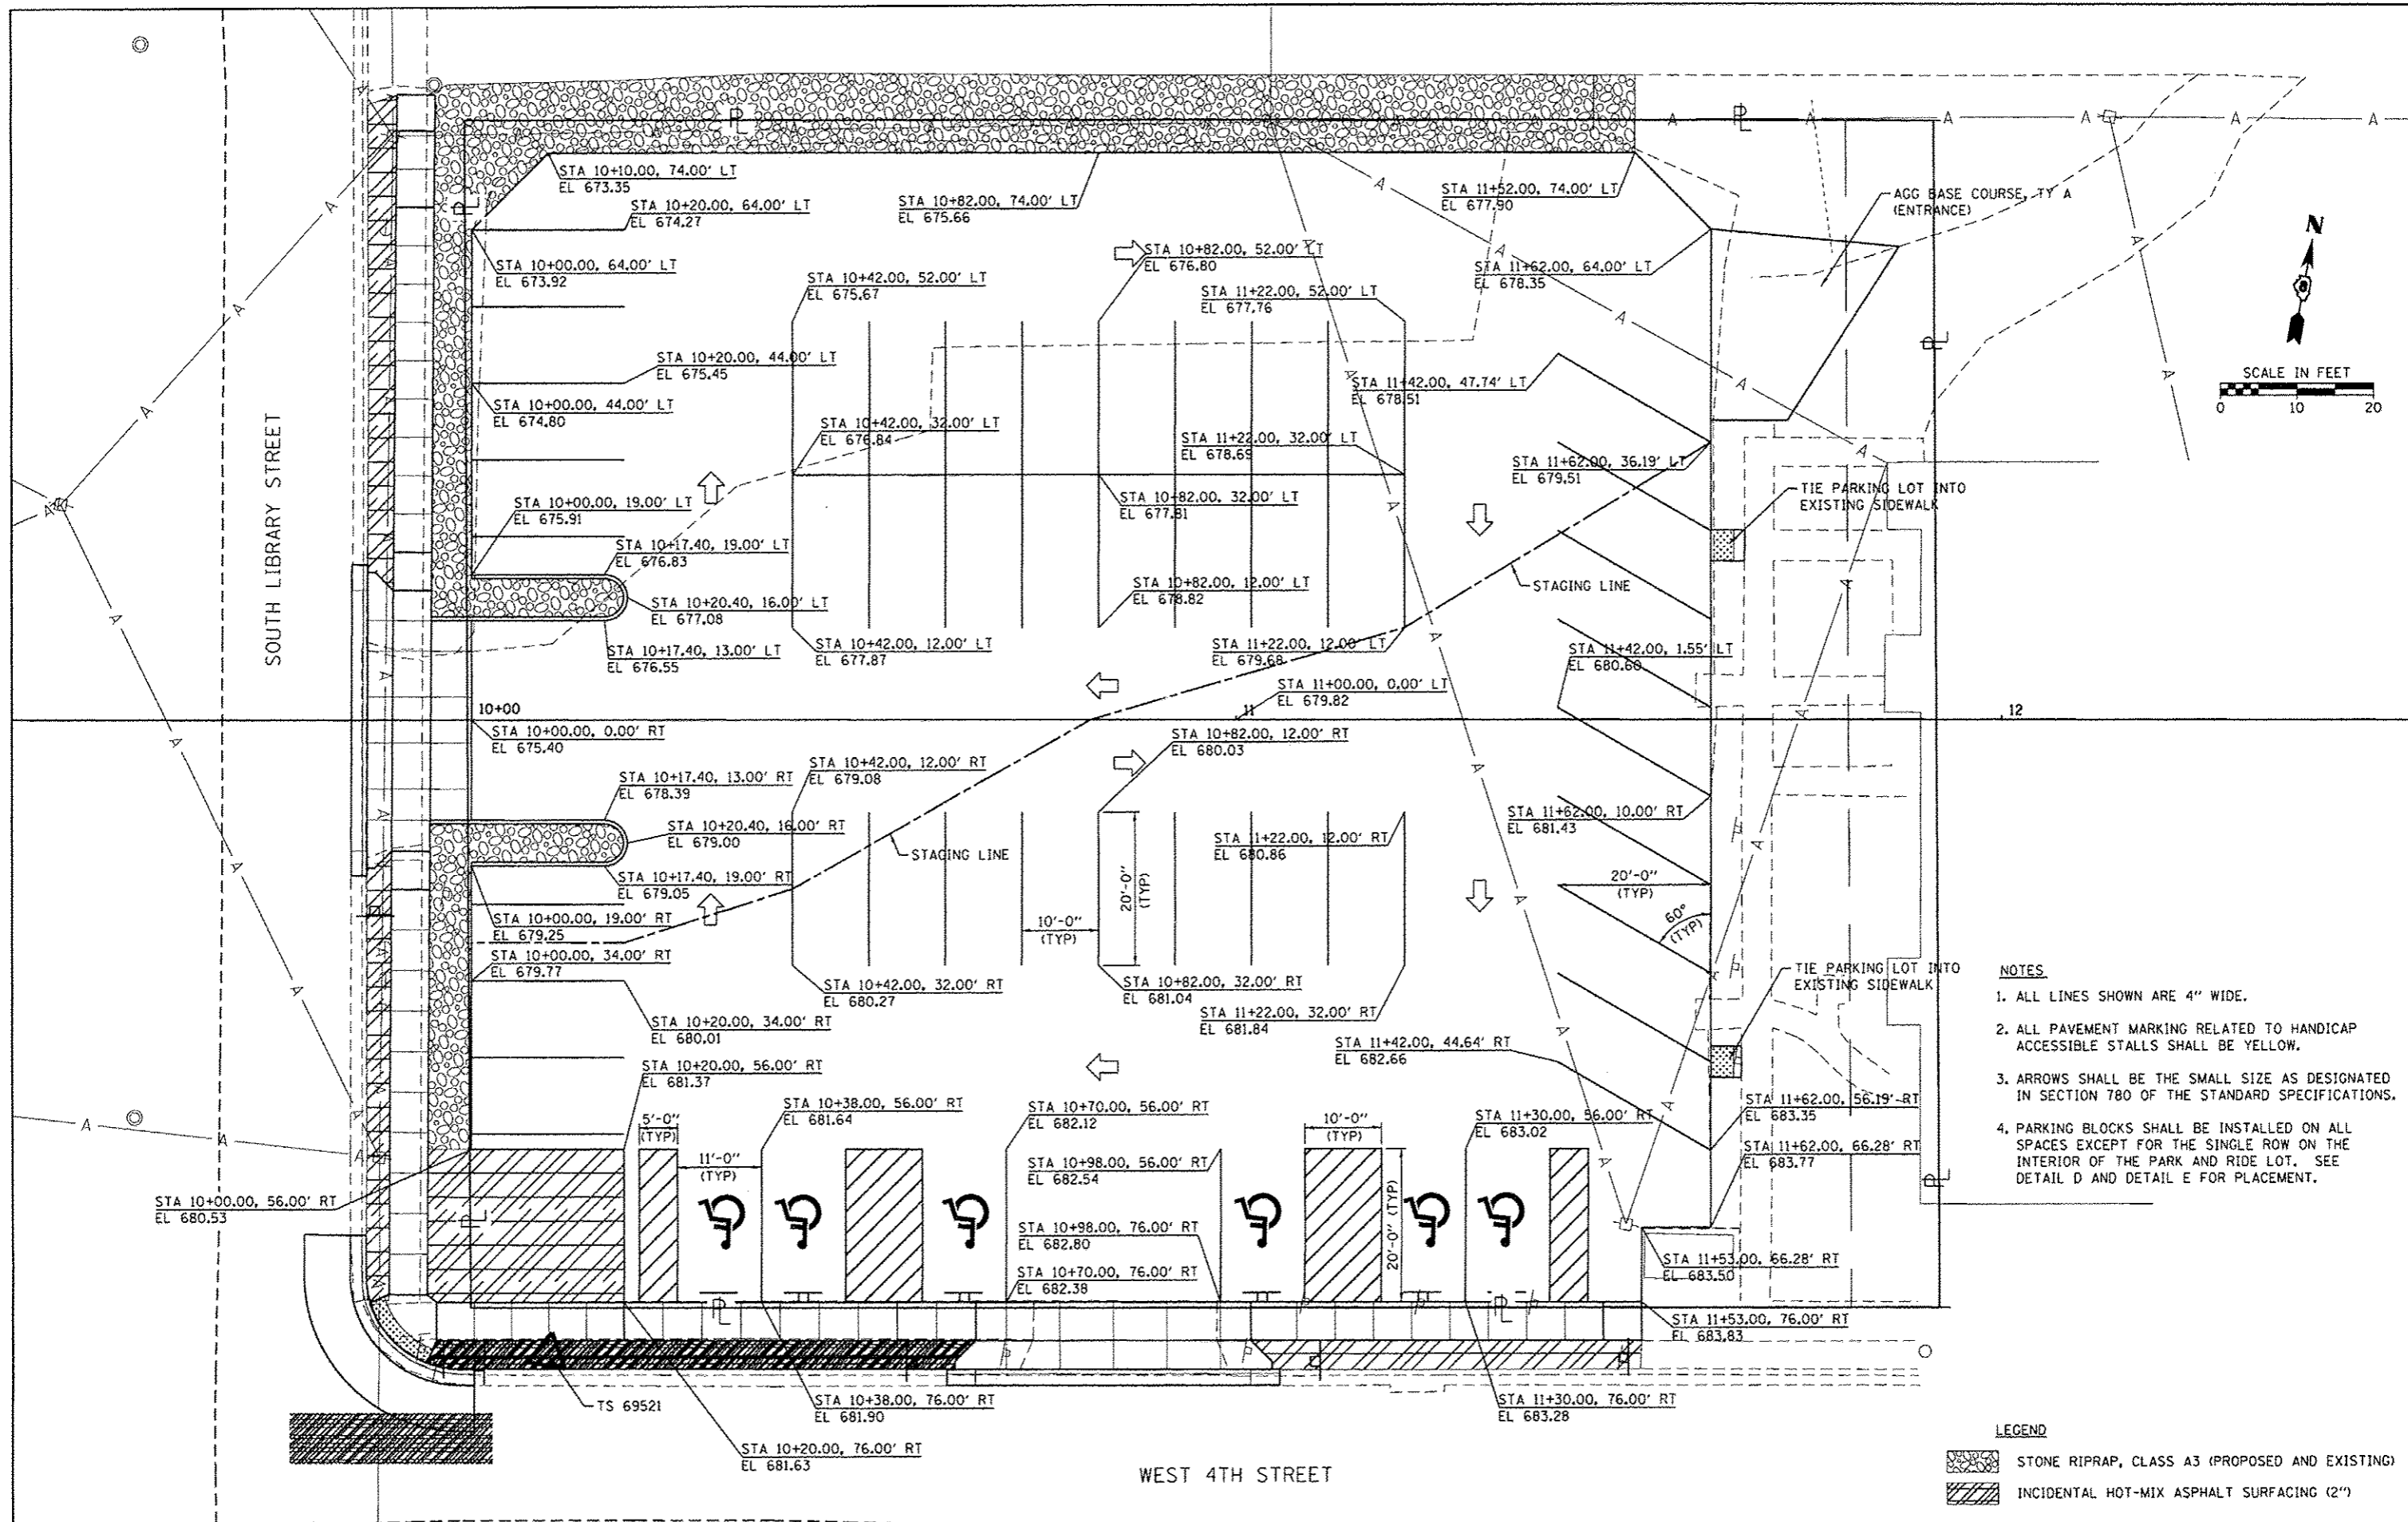 STA 10+10.00, 74.00' LT
EL 673.35
STA 10+20.00, 64.00' LT
EL 674.27
STA 10+82.00, 74.00' LT
EL 675.66
STA 11+52.00, 74.00' LT
EL 677.90
AGG BASE COURSE, TY A
(ENTRANCE)
N
STA 10+00.00, 64.00' LT
EL 673.92
STA 10+42.00, 52.00' LT
EL 675.67
STA 10+82.00, 52.00' LT
EL 676.80
STA 11+22.00, 52.00' LT
EL 677.76
STA 11+62.00, 64.00' LT
EL 678.35
SCALE IN FEET
0 10 20
STA 10+20.00, 44.00' LT
EL 675.45
STA 11+42.00, 47.74' LT
EL 678.51
STA 10+00.00, 44.00' LT
EL 674.80
STA 10+42.00, 32.00' LT
EL 676.84
STA 11+22.00, 32.00' LT
EL 678.69
STA 11+62.00, 36.19' LT
EL 679.51
SOUTH LIBRARY STREET
STA 10+00.00, 19.00' LT
EL 675.91
STA 10+82.00, 32.00' LT
EL 677.81
TIE PARKING LOT INTO
EXISTING SIDEWALK
STA 10+17.40, 19.00' LT
EL 676.83
STA 10+82.00, 12.00' LT
EL 678.82
STAGING LINE
STA 10+20.40, 16.00' LT
EL 677.08
STA 10+17.40, 13.00' LT
EL 676.55
STA 10+42.00, 12.00' LT
EL 677.87
STA 11+22.00, 12.00' LT
EL 679.68
STA 11+42.00, 1.55' LT
EL 680.60
STA 11+00.00, 0.00' LT
EL 679.82
10+00
11
12
STA 10+00.00, 0.00' RT
EL 675.40
STA 10+82.00, 12.00' RT
EL 680.03
STA 10+42.00, 12.00' RT
EL 679.08
STA 10+17.40, 13.00' RT
EL 678.39
STA 11+62.00, 10.00' RT
EL 681.43
STA 10+20.40, 16.00' RT
EL 679.00
STAGING LINE
STA 11+22.00, 12.00' RT
EL 680.86
STA 10+17.40, 19.00' RT
EL 679.05
20'-0"
(TYP)
20'-0"
(TYP)
60°
(TYP)
STA 10+00.00, 19.00' RT
EL 679.25
10'-0"
(TYP)
STA 10+00.00, 34.00' RT
EL 679.77
STA 10+42.00, 32.00' RT
EL 680.27
STA 10+82.00, 32.00' RT
EL 681.04
TIE PARKING LOT INTO
EXISTING SIDEWALK
STA 10+20.00, 34.00' RT
EL 680.01
STA 11+22.00, 32.00' RT
EL 681.84
STA 11+42.00, 44.64' RT
EL 682.66
NOTES
1. ALL LINES SHOWN ARE 4" WIDE.
2. ALL PAVEMENT MARKING RELATED TO HANDICAP
ACCESSIBLE STALLS SHALL BE YELLOW.
3. ARROWS SHALL BE THE SMALL SIZE AS DESIGNATED
IN SECTION 780 OF THE STANDARD SPECIFICATIONS.
4. PARKING BLOCKS SHALL BE INSTALLED ON ALL
SPACES EXCEPT FOR THE SINGLE ROW ON THE
INTERIOR OF THE PARK AND RIDE LOT. SEE
DETAIL D AND DETAIL E FOR PLACEMENT.
STA 10+20.00, 56.00' RT
EL 681.37
5'-0"
(TYP)
STA 10+38.00, 56.00' RT
EL 681.64
STA 10+70.00, 56.00' RT
EL 682.12
10'-0"
(TYP)
STA 11+30.00, 56.00' RT
EL 683.02
STA 11+62.00, 56.19' RT
EL 683.35
11'-0"
(TYP)
STA 10+98.00, 56.00' RT
EL 682.54
20'-0" (TYP)
STA 11+62.00, 66.28' RT
EL 683.77
STA 10+00.00, 56.00' RT
EL 680.53
STA 10+98.00, 76.00' RT
EL 682.80
STA 10+70.00, 76.00' RT
EL 682.38
STA 11+53.00, 66.28' RT
EL 683.50
STA 11+53.00, 76.00' RT
EL 683.83
TS 69521
STA 10+38.00, 76.00' RT
EL 681.90
STA 11+30.00, 76.00' RT
EL 683.28
STA 10+20.00, 76.00' RT
EL 681.63
WEST 4TH STREET
LEGEND
STONE RIPRAP, CLASS A3 (PROPOSED AND EXISTING)
INCIDENTAL HOT-MIX ASPHALT SURFACING (2")